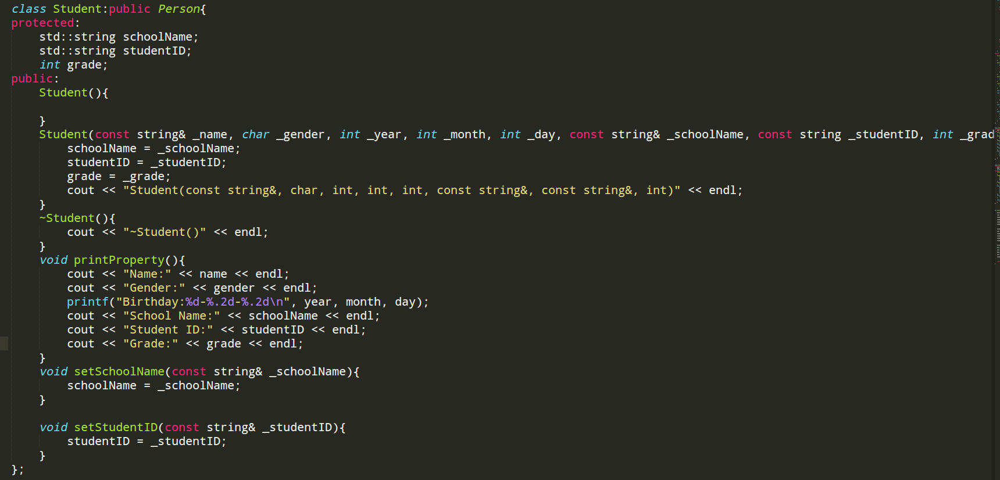 class Student:public Person{
protected:
    std::string schoolName;
    std::string studentID;
    int grade;
public:
    Student(){

    }
    Student(const string& _name, char _gender, int _year, int _month, int _day, const string& _schoolName, const string _studentID, int _grad
        schoolName = _schoolName;
        studentID = _studentID;
        grade = _grade;
        cout << "Student(const string&, char, int, int, int, const string&, const string&, int)" << endl;
    }
    ~Student(){
        cout << "~Student()" << endl;
    }
    void printProperty(){
        cout << "Name:" << name << endl;
        cout << "Gender:" << gender << endl;
        printf("Birthday:%d-%.2d-%.2d\n", year, month, day);
        cout << "School Name:" << schoolName << endl;
        cout << "Student ID:" << studentID << endl;
        cout << "Grade:" << grade << endl;
    }
    void setSchoolName(const string& _schoolName){
        schoolName = _schoolName;
    }

    void setStudentID(const string& _studentID){
        studentID = _studentID;
    }
};